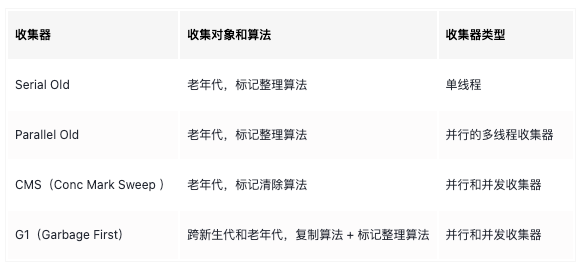 收集器 收集对象和算法 收集器类型
Serial Old 老年代，标记整理算法 单线程
Parallel Old 老年代，标记整理算法 并行的多线程收集器
CMS（Conc Mark Sweep ） 老年代，标记清除算法 并行和并发收集器
G1（Garbage First） 跨新生代和老年代，复制算法 + 标记整理算法 并行和并发收集器